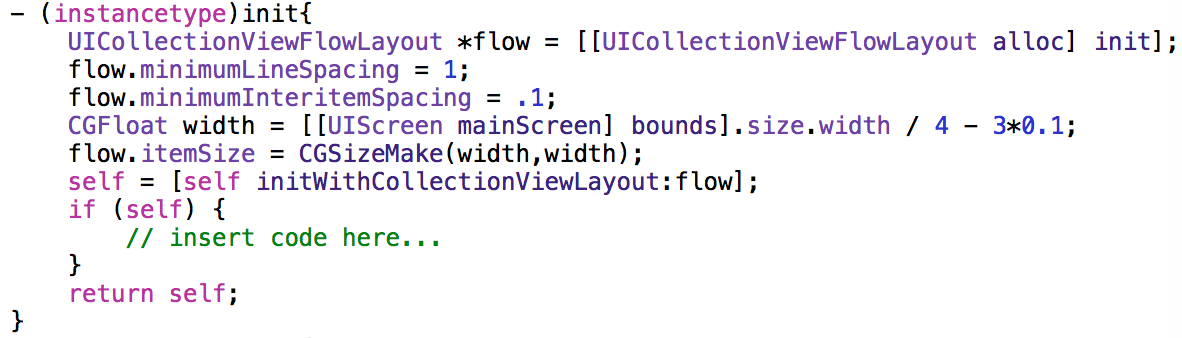 - (instancetype)init{
    UICollectionViewFlowLayout *flow = [[UICollectionViewFlowLayout alloc] init];
    flow.minimumLineSpacing = 1;
    flow.minimumInteritemSpacing = .1;
    CGFloat width = [[UIScreen mainScreen] bounds].size.width / 4 - 3*0.1;
    flow.itemSize = CGSizeMake(width,width);
    self = [self initWithCollectionViewLayout:flow];
    if (self) {
        // insert code here...
    }
    return self;
}